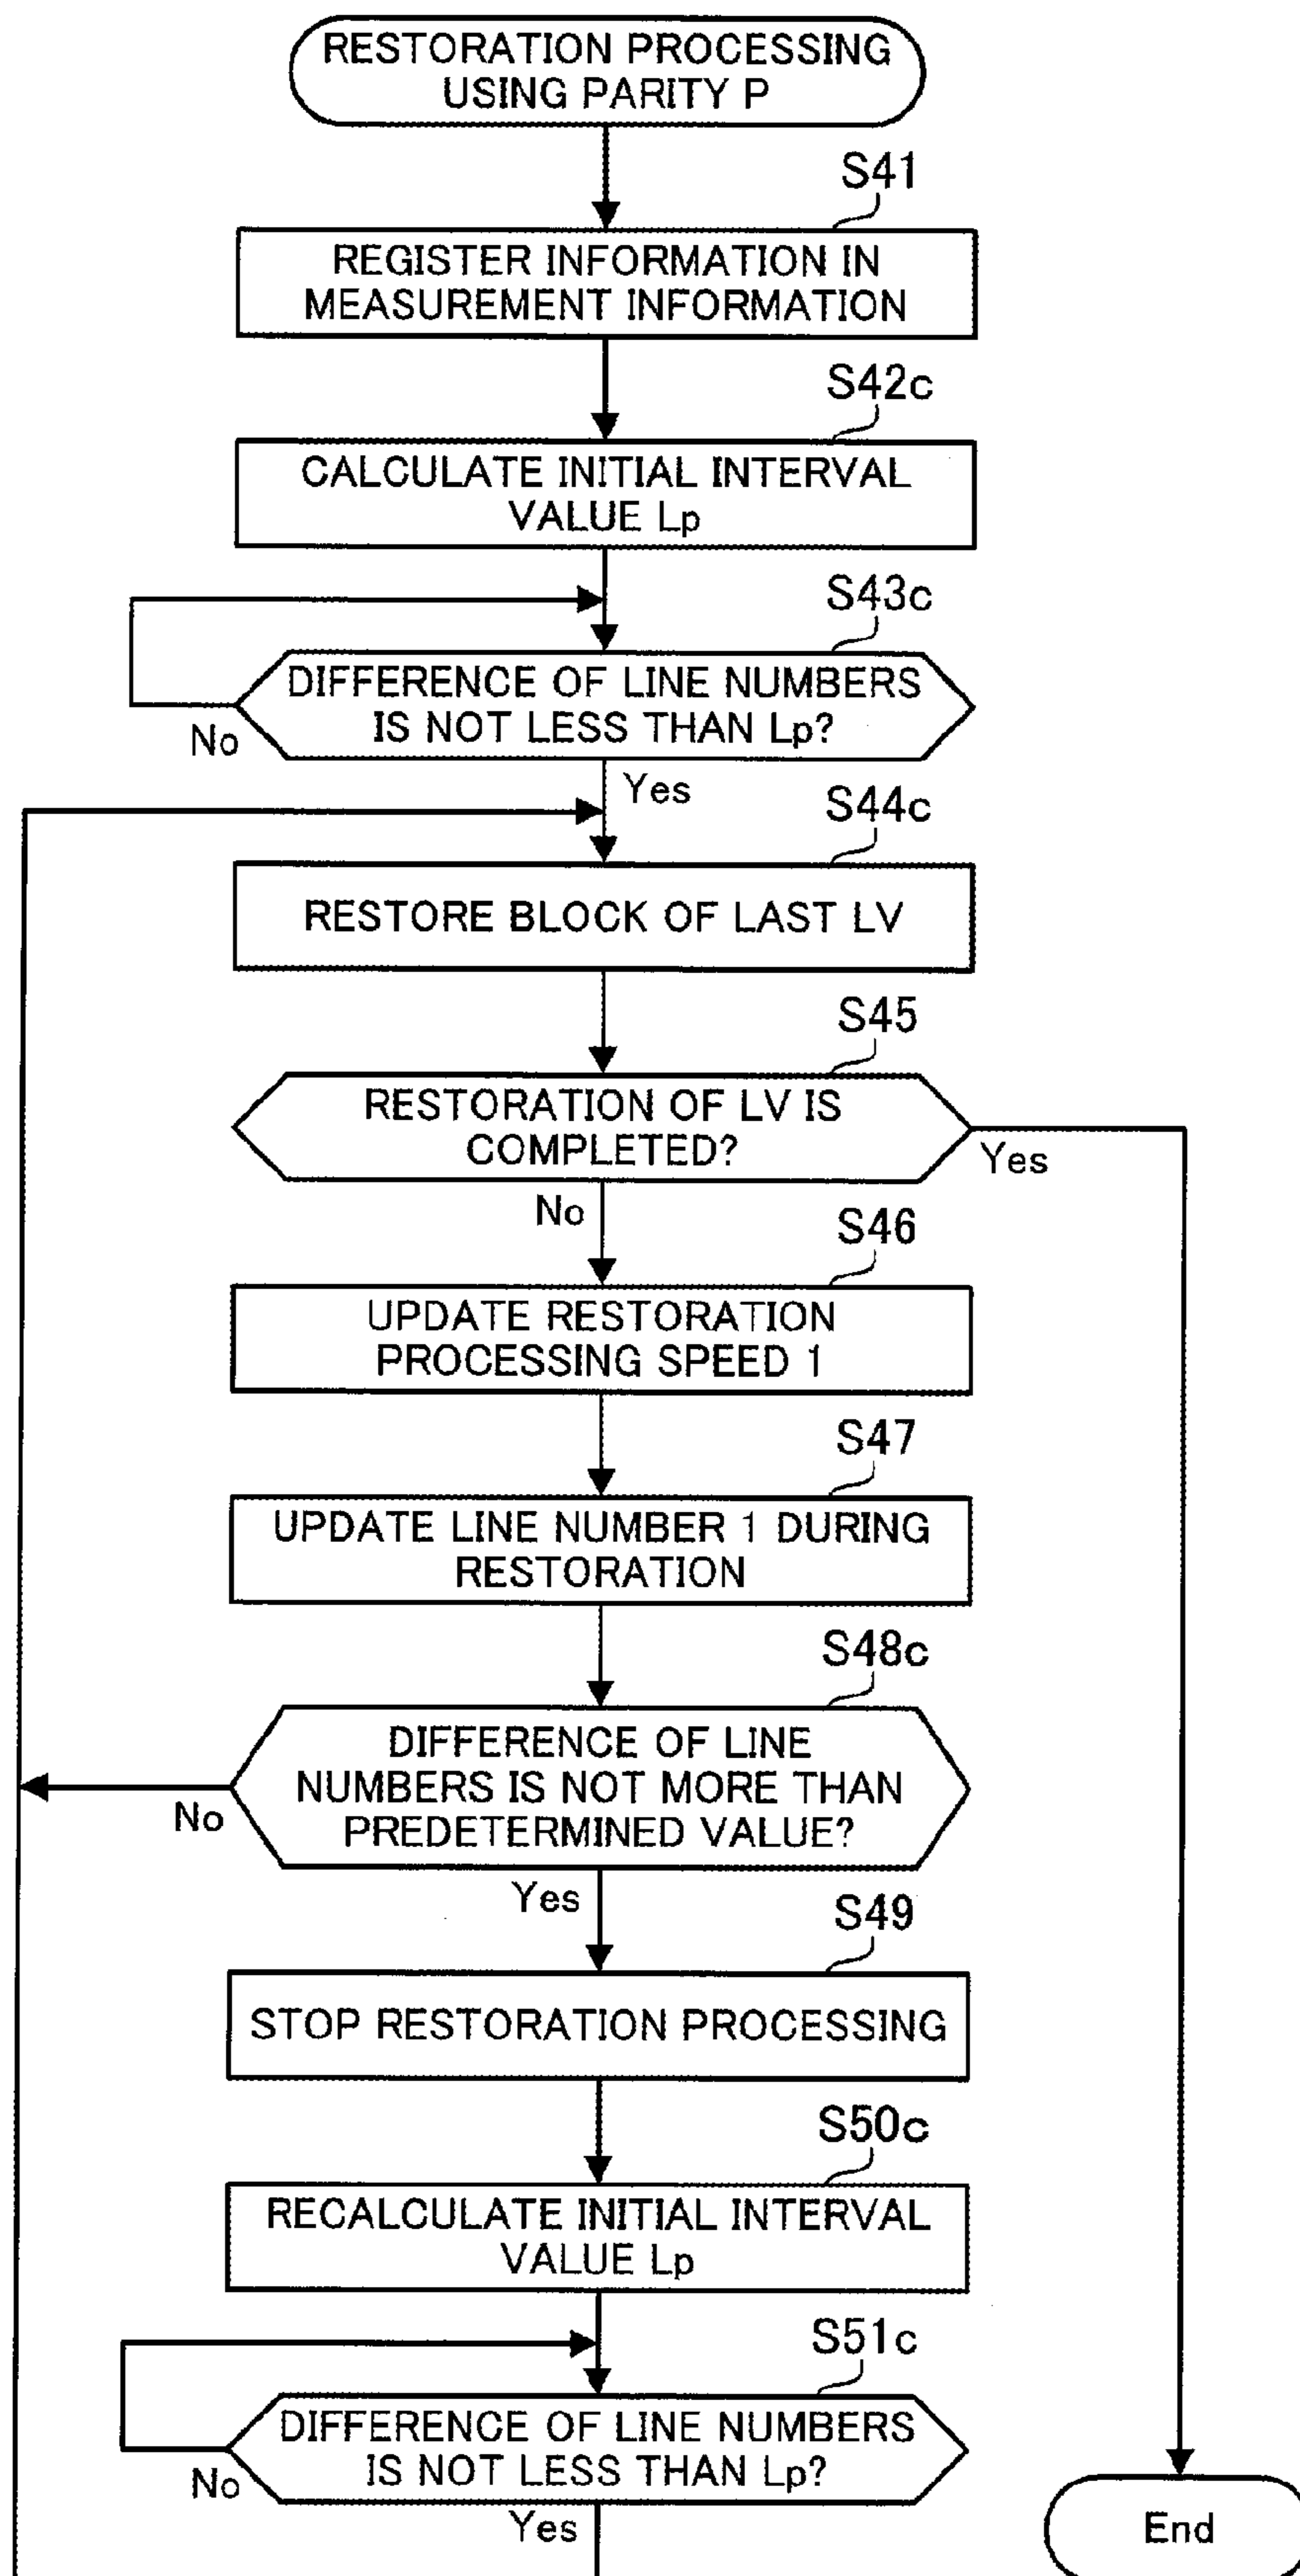 RESTORATION PROCESSING
USING PARITY P
S41
REGISTER INFORMATION IN
MEASUREMENT INFORMATION
S42c
CALCULATE INITIAL INTERVAL
VALUE Lp
S43c
DIFFERENCE OF LINE NUMBERS
IS NOT LESS THAN Lp?
No
Yes
S44c
RESTORE BLOCK OF LAST LV
S45
RESTORATION OF LV IS
COMPLETED?
Yes
No
S46
UPDATE RESTORATION
PROCESSING SPEED 1
S47
UPDATE LINE NUMBER 1 DURING
RESTORATION
S48c
DIFFERENCE OF LINE
NUMBERS IS NOT MORE THAN
PREDETERMINED VALUE?
No
Yes
S49
STOP RESTORATION PROCESSING
S50c
RECALCULATE INITIAL INTERVAL
VALUE Lp
S51c
DIFFERENCE OF LINE NUMBERS
IS NOT LESS THAN Lp?
No
Yes
End